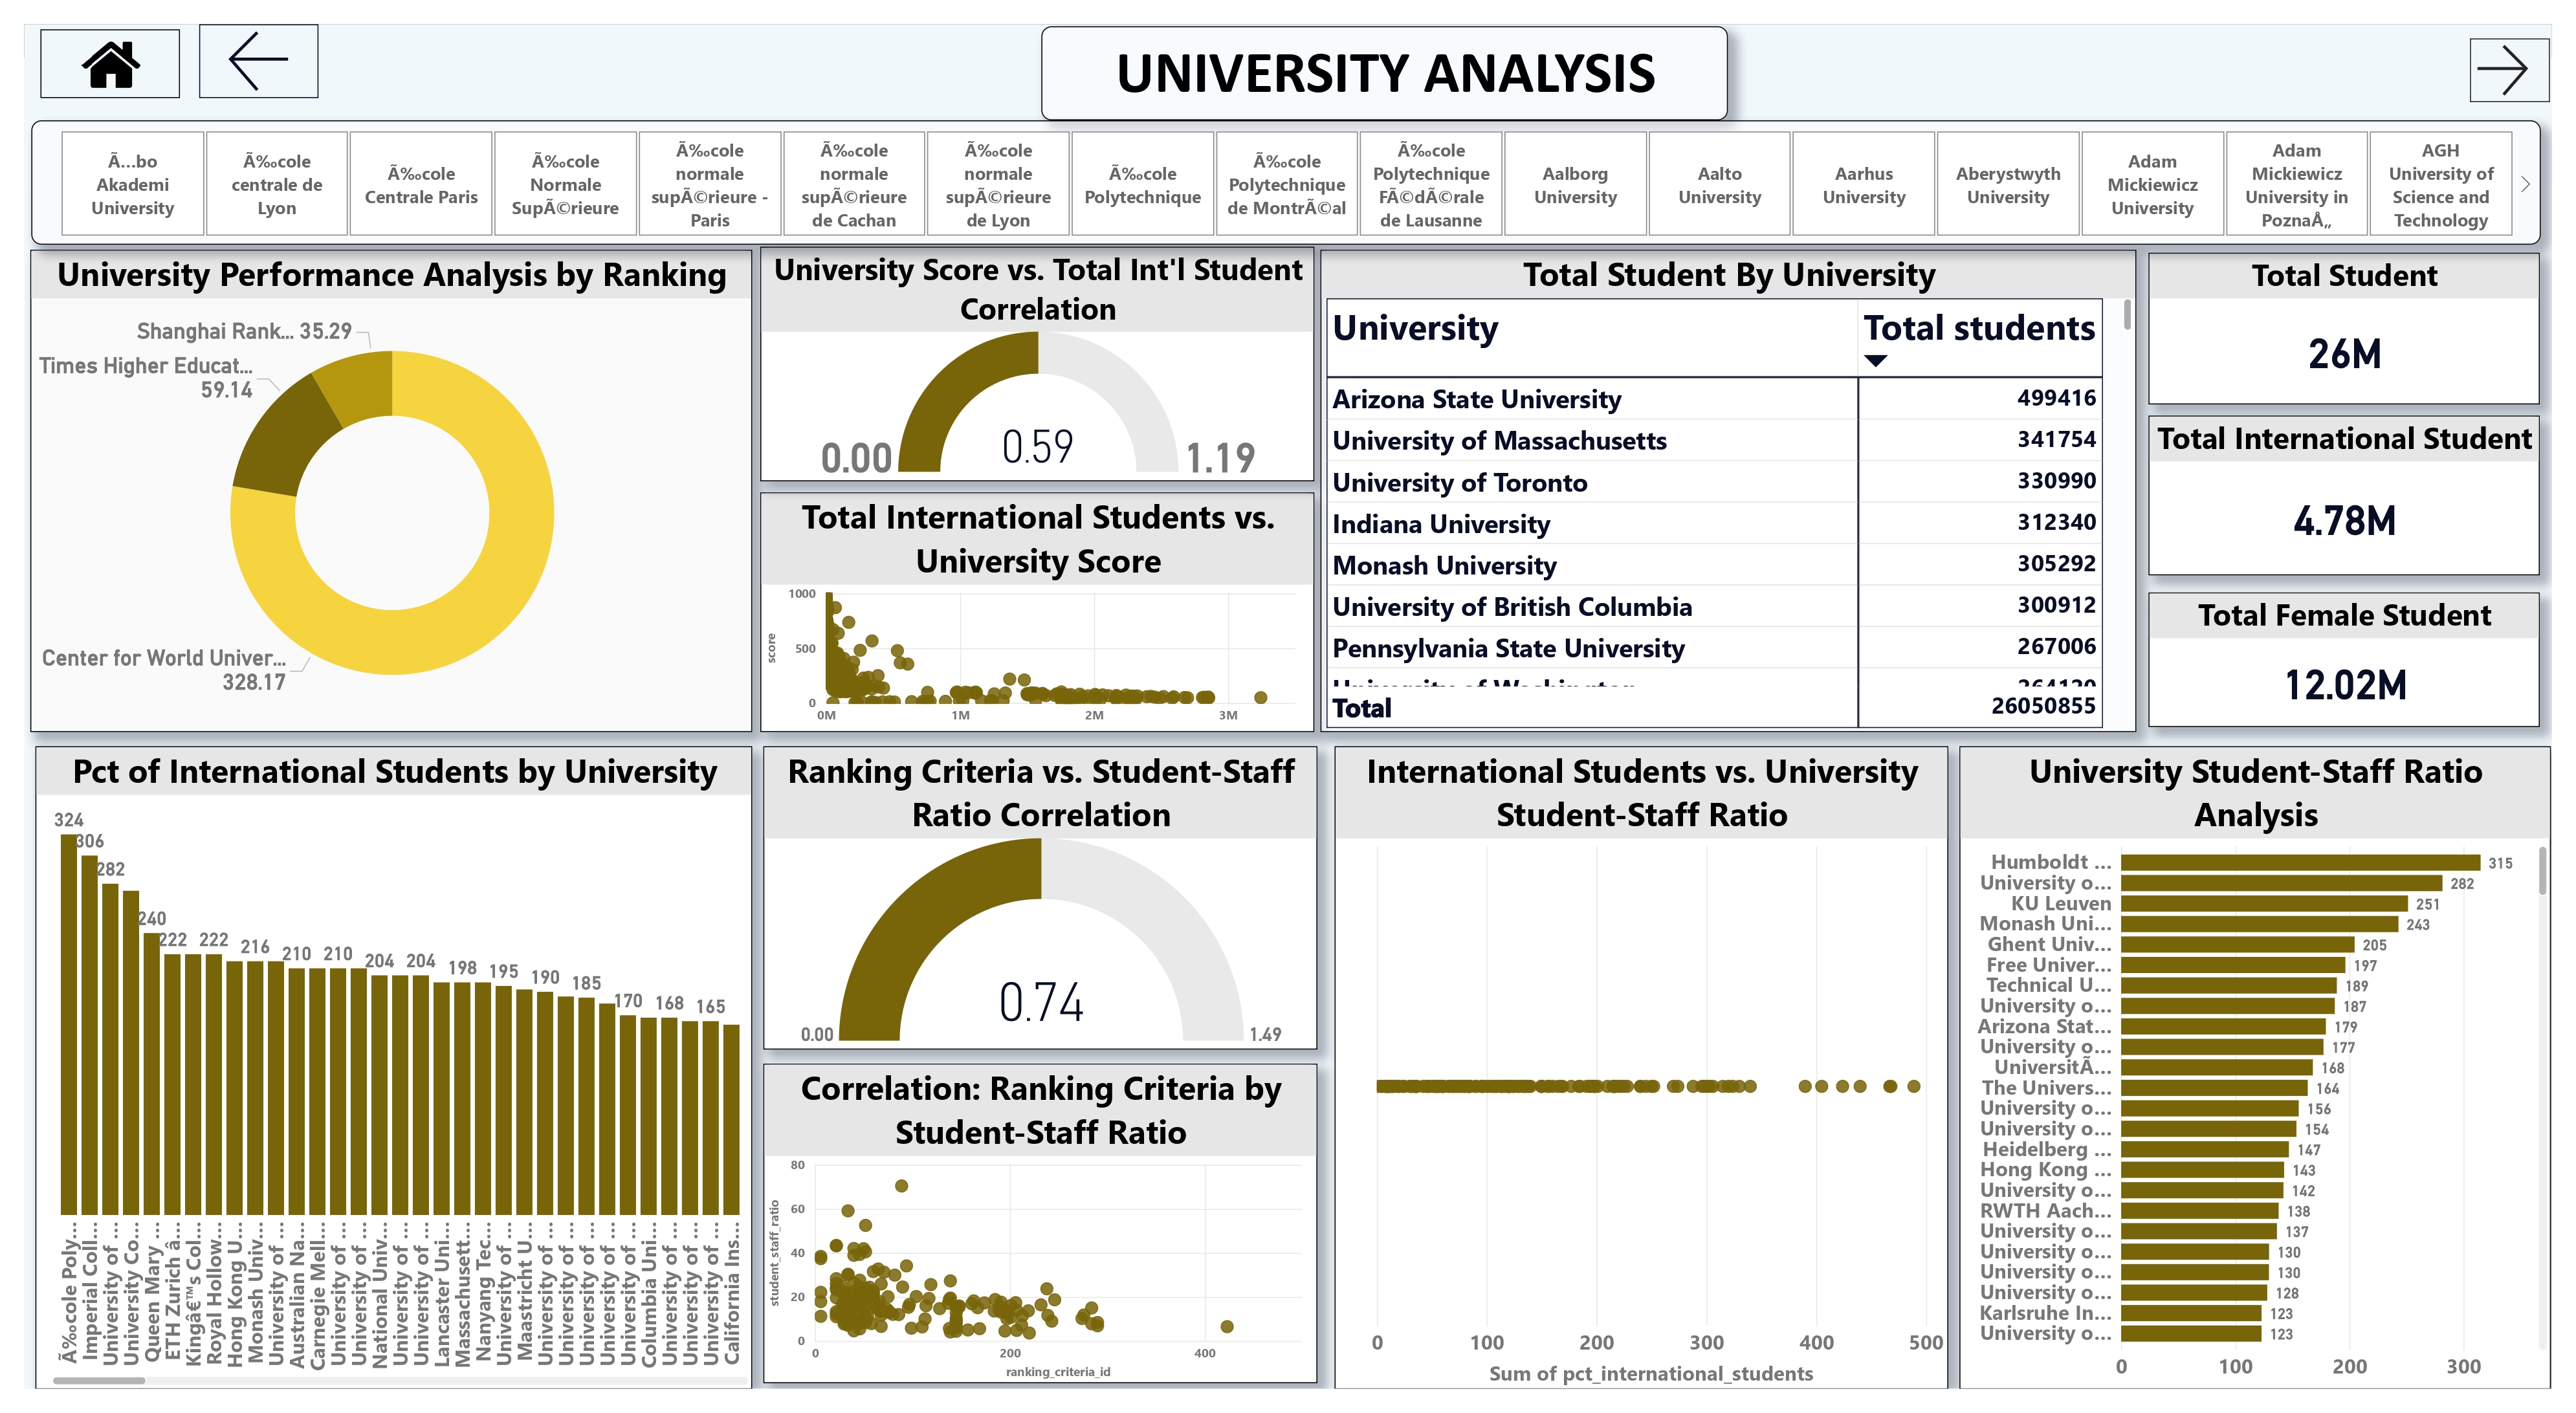 UNIVERSITY ANALYSIS
Ã…bo
Akademi
University
Ã‰cole
centrale de
Lyon
Ã‰cole
Centrale Paris
Ã‰cole
Normale
SupÃ©rieure
Ã‰cole
normale
supÃ©rieure -
Paris
Ã‰cole
normale
supÃ©rieure
de Cachan
Ã‰cole
normale
supÃ©rieure
de Lyon
Ã‰cole
Polytechnique
Ã‰cole
Polytechnique
de MontrÃ©al
Ã‰cole
Polytechnique
FÃ©dÃ©rale
de Lausanne
Aalborg
University
Aalto
University
Aarhus
University
Aberystwyth
University
Adam
Mickiewicz
University
Adam
Mickiewicz
University in
PoznaÅ„
AGH
University of
Science and
Technology
University Performance Analysis by Ranking
Shanghai Rank... 35.29
Times Higher Educat...
59.14
Center for World Univer...
328.17
University Score vs. Total Int'l Student
Correlation
0.00
0.59
1.19
Total International Students vs.
University Score
score
1000
500
0
0M 1M 2M 3M
Total Student By University
University Total students
Arizona State University 499416
University of Massachusetts 341754
University of Toronto 330990
Indiana University 312340
Monash University 305292
University of British Columbia 300912
Pennsylvania State University 267006
University of Washington 264120
Total 26050855
Total Student
26M
Total International Student
4.78M
Total Female Student
12.02M
Pct of International Students by University
324
306
282
240
222
222
216
210
210
204
204
198
195
190
185
170
168
165
Ã‰cole Poly...
Imperial Coll...
University of ...
University Co...
Queen Mary ...
ETH Zurich â...
Kingâ€™s Col...
Royal Hollow...
Hong Kong U...
Monash Univ...
University of ...
Australian Na...
Carnegie Mell...
University of ...
University of ...
National Univ...
University of ...
University of ...
Lancaster Uni...
Massachusett...
Nanyang Tec...
University of ...
Maastricht U...
University of ...
University of ...
University of ...
University of ...
University of ...
Columbia Uni...
University of ...
University of ...
University of ...
California Ins...
Ranking Criteria vs. Student-Staff
Ratio Correlation
0.00
0.74
1.49
Correlation: Ranking Criteria by
Student-Staff Ratio
student_staff_ratio
80
60
40
20
0
0 200 400
ranking_criteria_id
International Students vs. University
Student-Staff Ratio
0 100 200 300 400 500
Sum of pct_international_students
University Student-Staff Ratio
Analysis
Humboldt ... 315
University o... 282
KU Leuven 251
Monash Uni... 243
Ghent Univ... 205
Free Univer... 197
Technical U... 189
University o... 187
Arizona Stat... 179
University o... 177
UniversitÃ... 168
The Univers... 164
University o... 156
University o... 154
Heidelberg ... 147
Hong Kong ... 143
University o... 142
RWTH Aach... 138
University o... 137
University o... 130
University o... 130
University o... 128
Karlsruhe In... 123
University o... 123
0 100 200 300